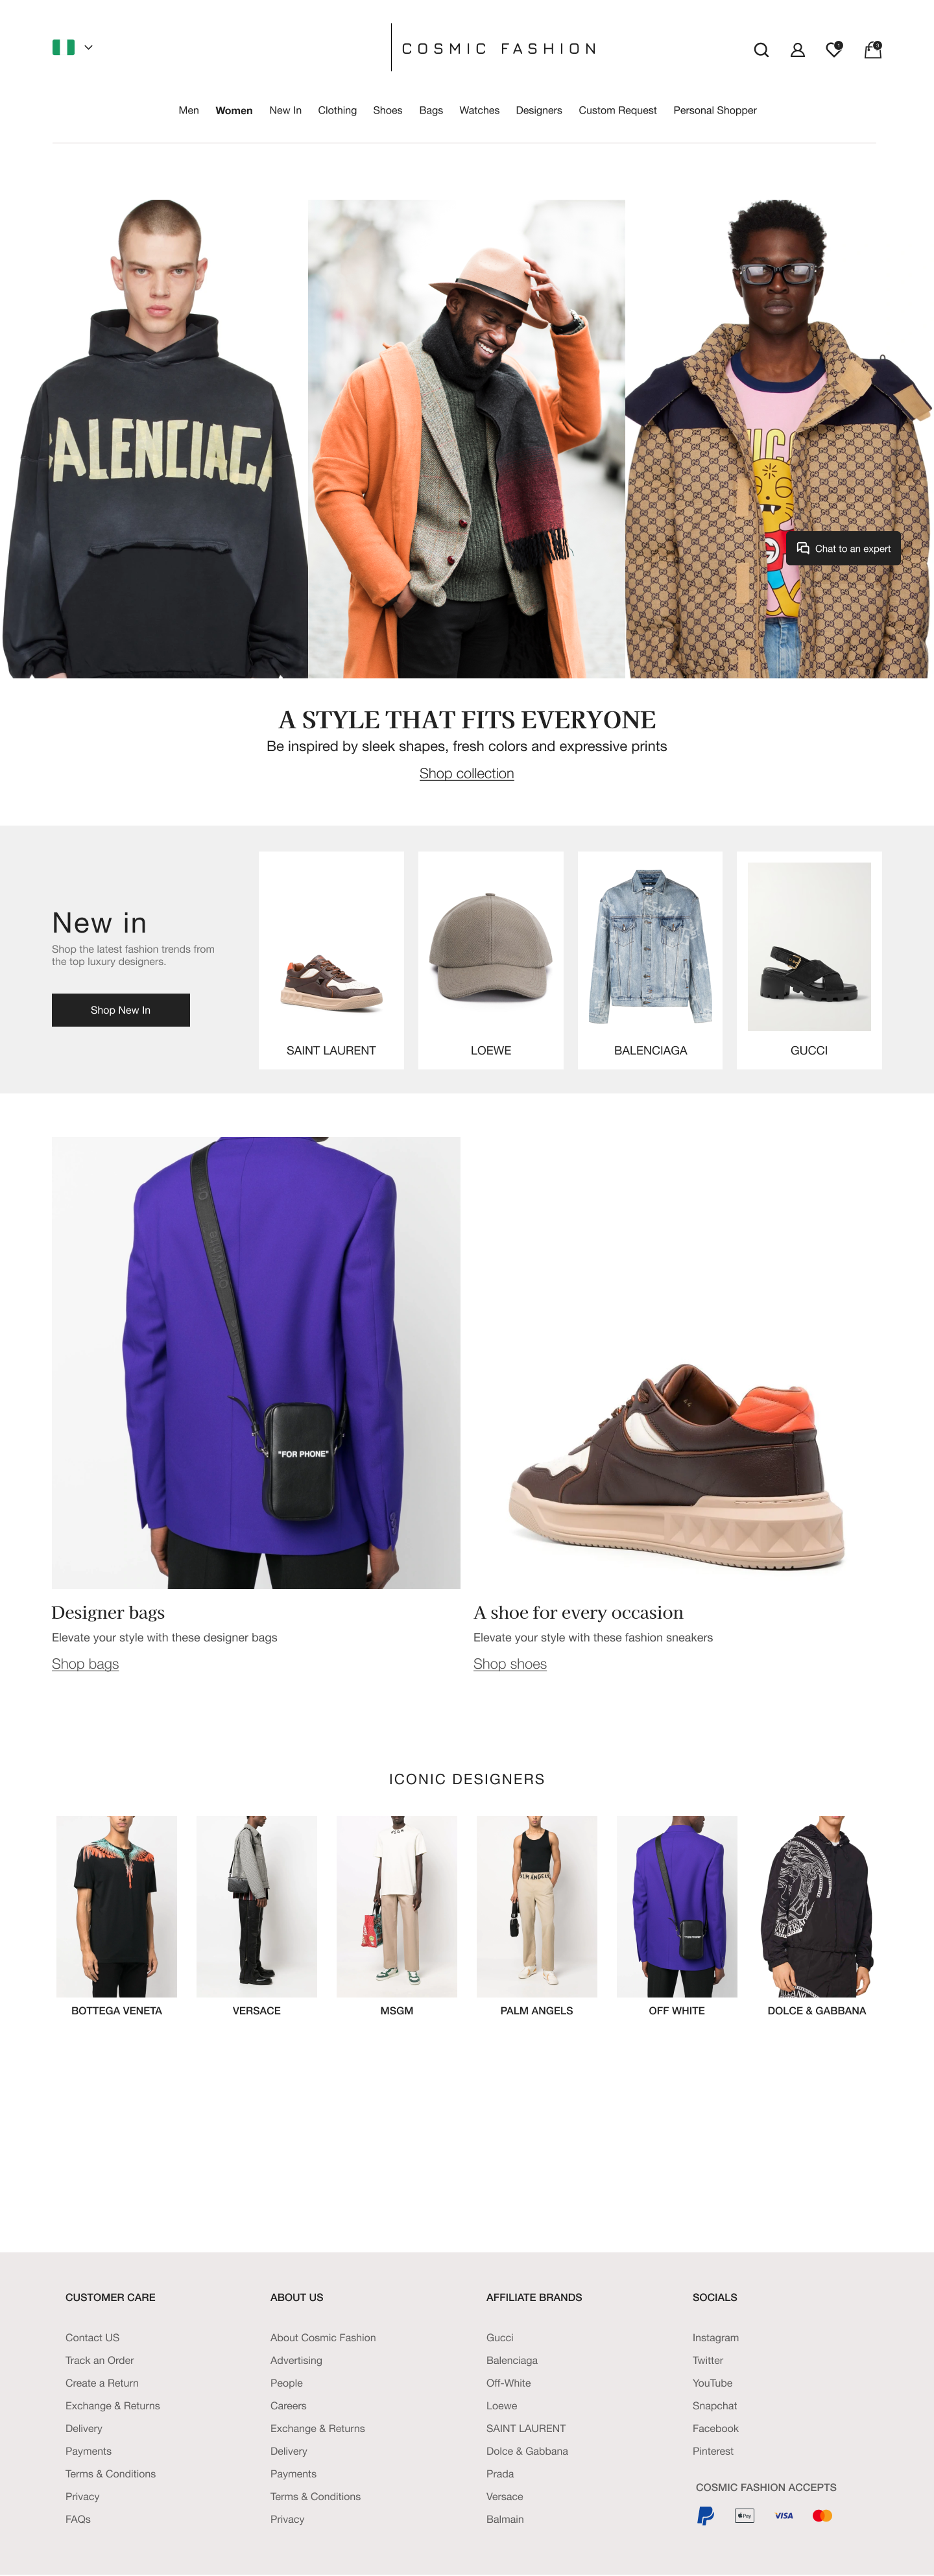 COSMIC FASHION
1
3
Men Women New In Clothing Shoes Bags Watches Designers Custom Request Personal Shopper
ALENCIAG
Chat to an expert
A STYLE THAT FITS EVERYONE
Be inspired by sleek shapes, fresh colors and expressive prints
Shop collection
New in
Shop the latest fashion trends from
the top luxury designers.
Shop New In
SAINT LAURENT
LOEWE
BALENCIAGA
GUCCI
"FOR PHONE"
Designer bags
Elevate your style with these designer bags
Shop bags
A shoe for every occasion
Elevate your style with these fashion sneakers
Shop shoes
ICONIC DESIGNERS
BOTTEGA VENETA
VERSACE
MSGM
PALM ANGELS
OFF WHITE
DOLCE & GABBANA
CUSTOMER CARE
Contact US
Track an Order
Create a Return
Exchange & Returns
Delivery
Payments
Terms & Conditions
Privacy
FAQs
ABOUT US
About Cosmic Fashion
Advertising
People
Careers
Exchange & Returns
Delivery
Payments
Terms & Conditions
Privacy
AFFILIATE BRANDS
Gucci
Balenciaga
Off-White
Loewe
SAINT LAURENT
Dolce & Gabbana
Prada
Versace
Balmain
SOCIALS
Instagram
Twitter
YouTube
Snapchat
Facebook
Pinterest
COSMIC FASHION ACCEPTS
Pay
VISA